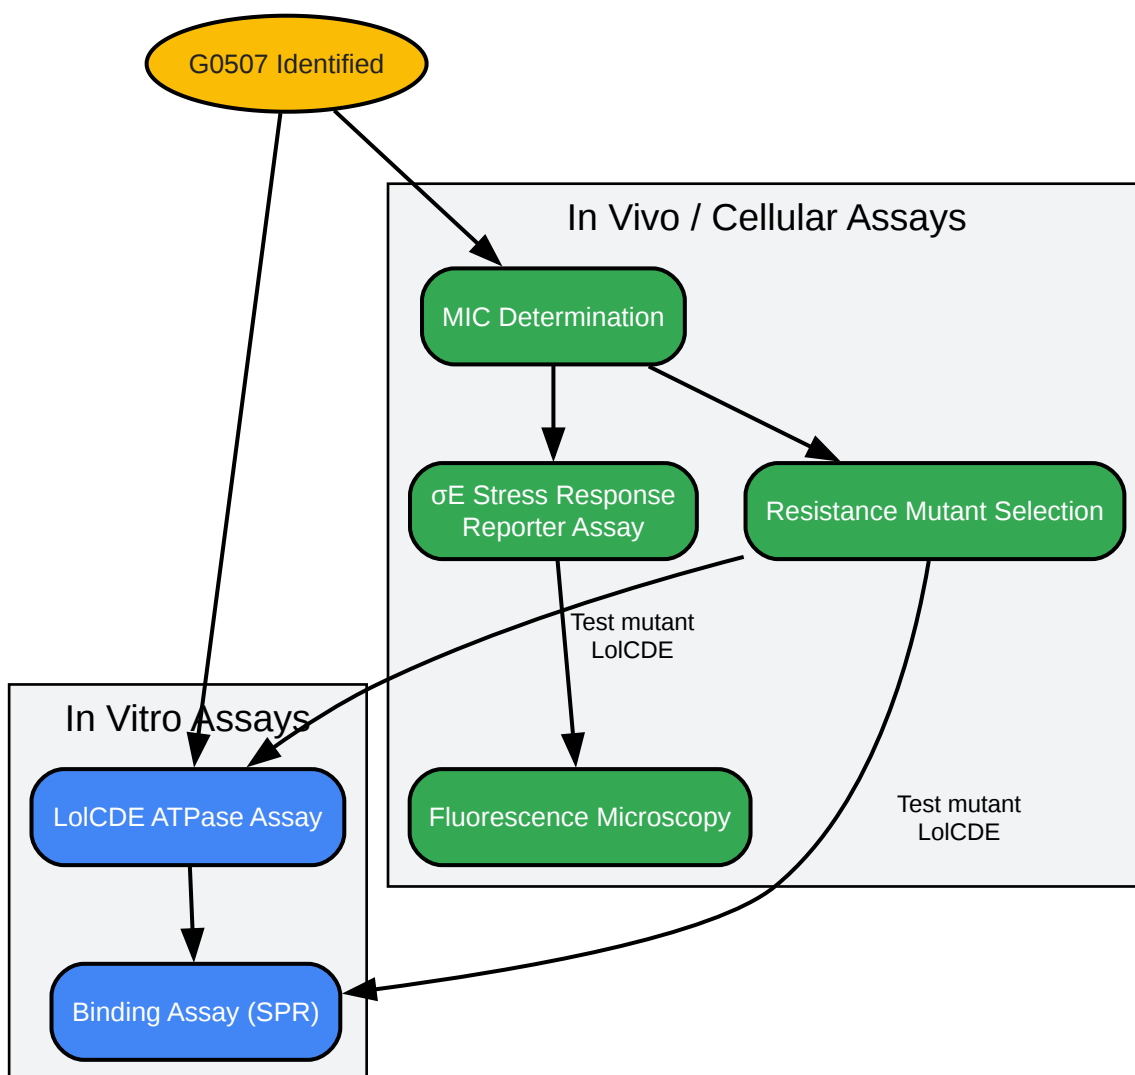 G0507 Identified
In Vivo / Cellular Assays
MIC Determination
σE Stress Response
Reporter Assay
Resistance Mutant Selection
Test mutant
LolCDE
In Vitro Assays
LolCDE ATPase Assay
Fluorescence Microscopy
Test mutant
LolCDE
Binding Assay (SPR)